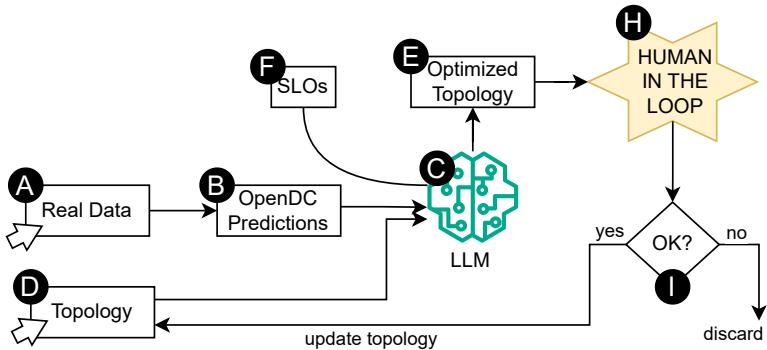 H
HUMAN
IN THE
LOOP
E
Optimized
Topology
F
SLOs
C
LLM
A
Real Data
B
OpenDC
Predictions
D
Topology
yes
OK?
no
I
update topology
discard